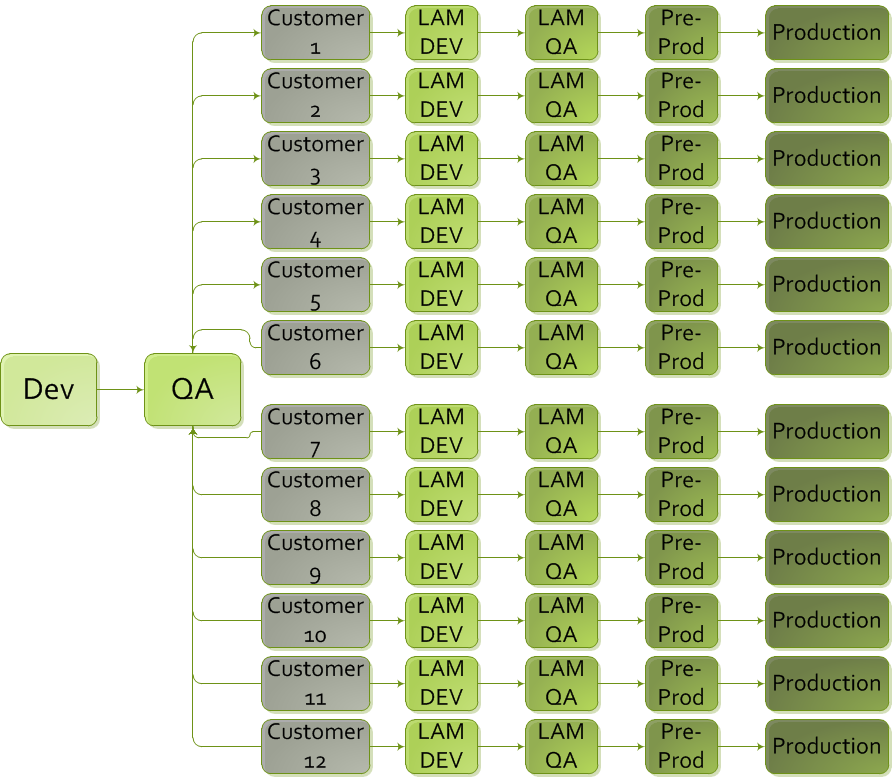 Customer
1
LAM
DEV
LAM
QA
Pre-
Prod
Production
Customer
2
LAM
DEV
LAM
QA
Pre-
Prod
Production
Customer
3
LAM
DEV
LAM
QA
Pre-
Prod
Production
Customer
4
LAM
DEV
LAM
QA
Pre-
Prod
Production
Customer
5
LAM
DEV
LAM
QA
Pre-
Prod
Production
Customer
6
LAM
DEV
LAM
QA
Pre-
Prod
Production
Dev
QA
Customer
7
LAM
DEV
LAM
QA
Pre-
Prod
Production
Customer
8
LAM
DEV
LAM
QA
Pre-
Prod
Production
Customer
9
LAM
DEV
LAM
QA
Pre-
Prod
Production
Customer
10
LAM
DEV
LAM
QA
Pre-
Prod
Production
Customer
11
LAM
DEV
LAM
QA
Pre-
Prod
Production
Customer
12
LAM
DEV
LAM
QA
Pre-
Prod
Production